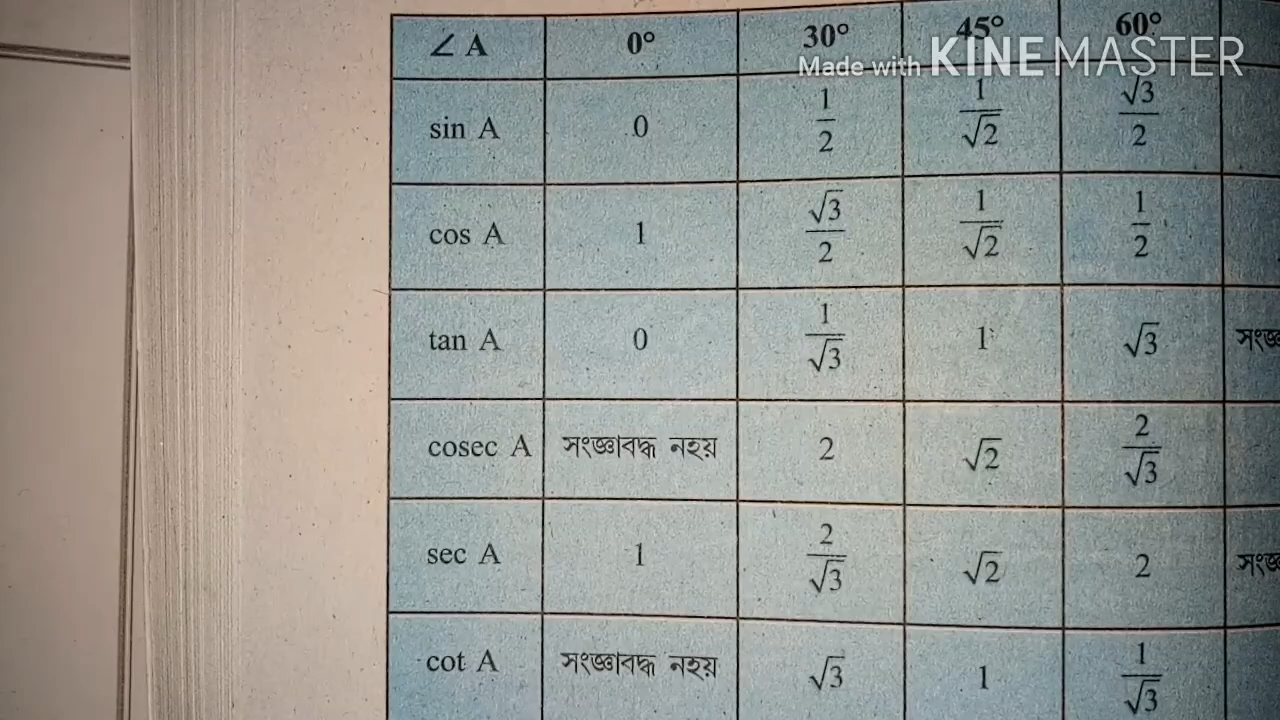 ∠ A 0° 30° 45° 60°
Made with KINEMASTER
sin A 0 1/2 1/√2 √3/2
cos A 1 √3/2 1/√2 1/2
tan A 0 1/√3 1 √3
cosec A সংজ্ঞাবদ্ধ নহয় 2 √2 2/√3
sec A 1 2/√3 √2 2
cot A সংজ্ঞাবদ্ধ নহয় √3 1 1/√3